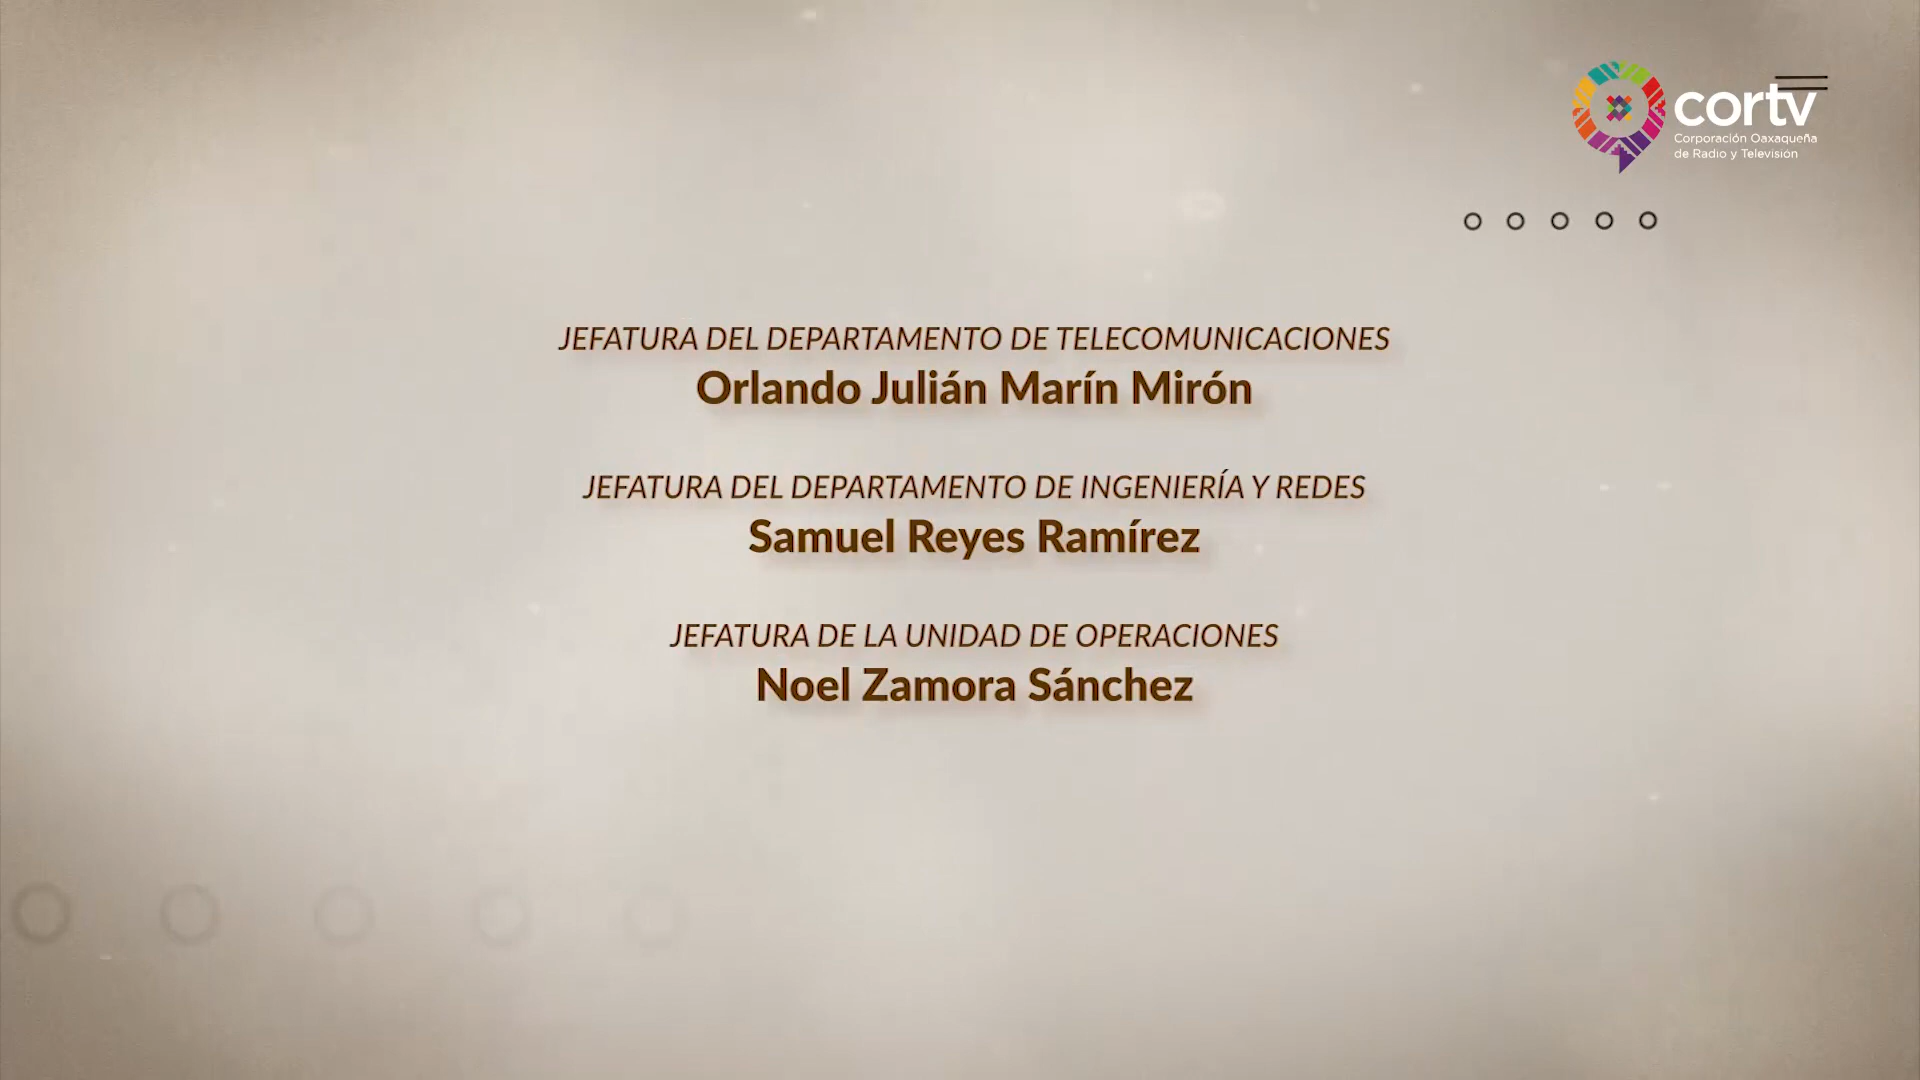 cortv
Corporación Oaxaqueña
de Radio y Televisión
JEFATURA DEL DEPARTAMENTO DE TELECOMUNICACIONES
Orlando Julián Marín Mirón
JEFATURA DEL DEPARTAMENTO DE INGENIERÍA Y REDES
Samuel Reyes Ramírez
JEFATURA DE LA UNIDAD DE OPERACIONES
Noel Zamora Sánchez